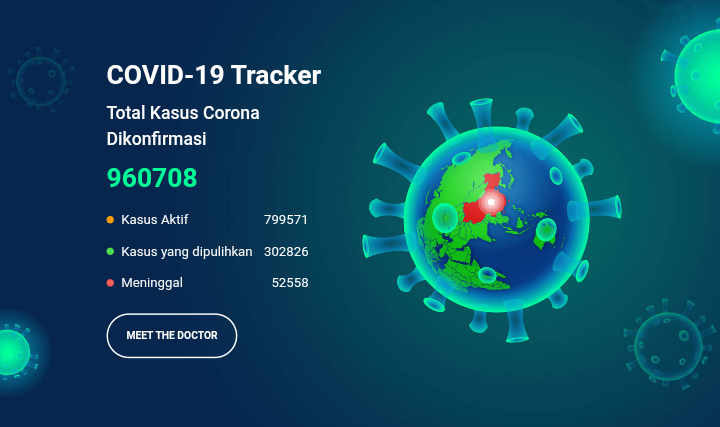 COVID-19 Tracker
Total Kasus Corona
Dikonfirmasi
960708
Kasus Aktif 799571
Kasus yang dipulihkan 302826
Meninggal 52558
MEET THE DOCTOR